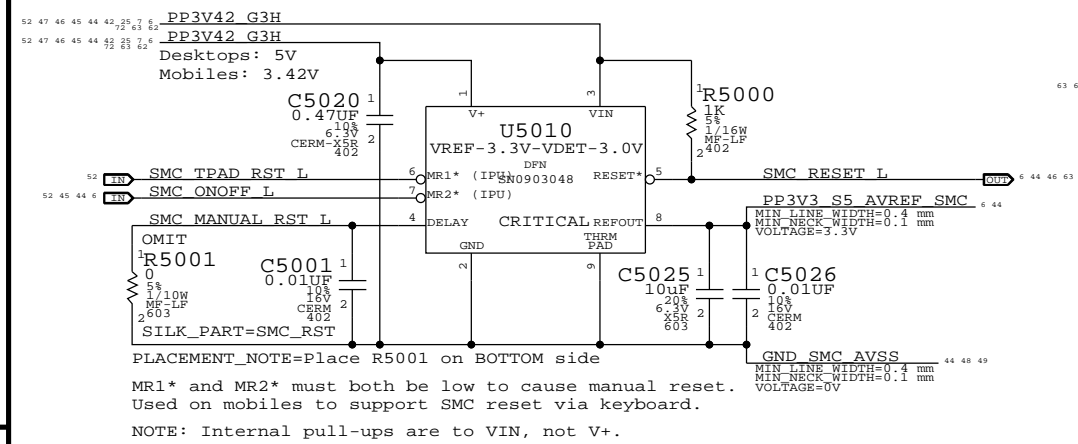 52 47 46 45 44 42 25 7 6
72 63 62
PP3V42_G3H
52 47 46 45 44 42 25 7 6
72 63 62
PP3V42_G3H
Desktops: 5V
Mobiles: 3.42V
63 6
C5020
0.47UF
10%
6.3V
CERM-X5R
402
1
2
1
V+
3
VIN
U5010
VREF-3.3V-VDET-3.0V
DFN
SN0903048
1
R5000
1K
5%
1/16W
MF-LF
402
2
52 IN SMC_TPAD_RST_L 6 MR1* (IPU)
RESET* 5 SMC_RESET_L OUT 6 44 46 63
52 45 44 6 IN SMC_ONOFF_L 7 MR2* (IPU)
SMC_MANUAL_RST_L 4 DELAY
CRITICAL REFOUT 8
PP3V3_S5_AVREF_SMC 6 44
MIN_LINE_WIDTH=0.4 mm
MIN_NECK_WIDTH=0.1 mm
VOLTAGE=3.3V
GND
2
THRM
PAD
9
OMIT
1
R5001
0
5%
1/10W
MF-LF
603
2
SILK_PART=SMC_RST
C5001
0.01UF
10%
16V
CERM
402
1
2
C5025
10uF
20%
6.3V
X5R
603
1
2
1
2
C5026
0.01UF
10%
16V
CERM
402
PLACEMENT_NOTE=Place R5001 on BOTTOM side
GND_SMC_AVSS 44 48 49
MIN_LINE_WIDTH=0.4 mm
MIN_NECK_WIDTH=0.1 mm
VOLTAGE=0V
MR1* and MR2* must both be low to cause manual reset.
Used on mobiles to support SMC reset via keyboard.
NOTE: Internal pull-ups are to VIN, not V+.